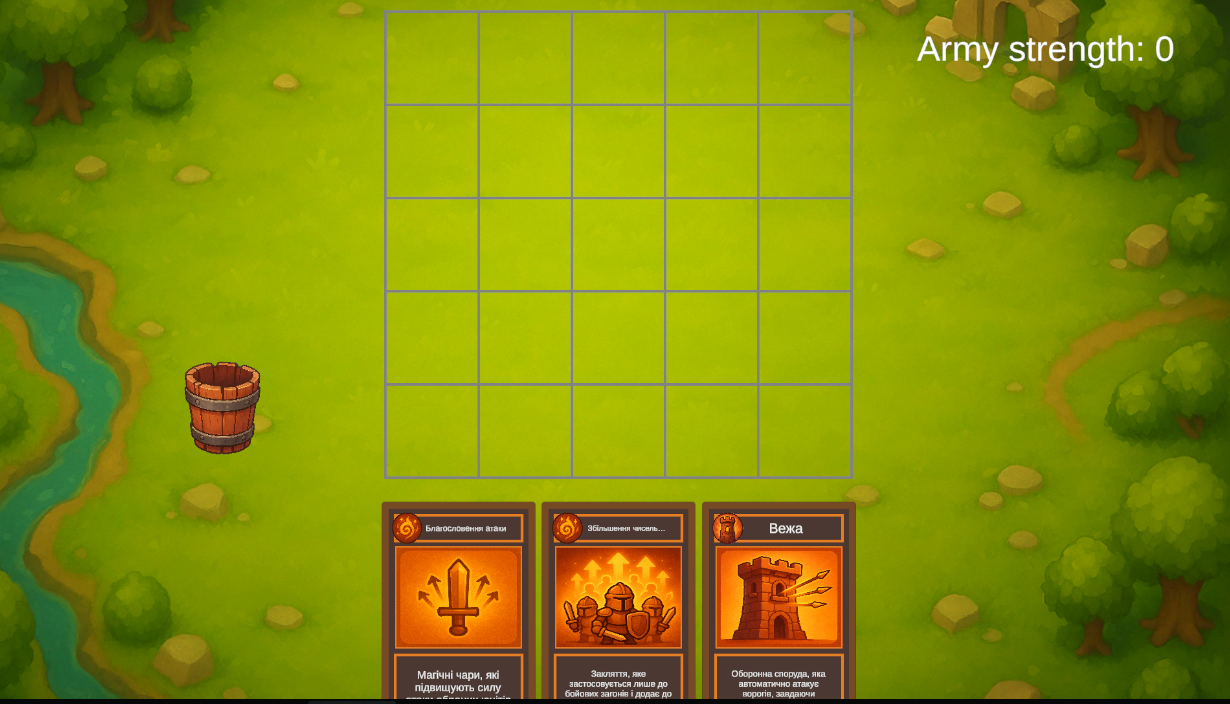 Army strength: 0
Благословення атаки
Збільшення чисель...
Вежа
Магічні чари, які
підвищують силу
Закляття, яке
застосовується лише до
бойових загонів і додає до
Оборонна споруда, яка
автоматично атакує
ворогів, завдаючи